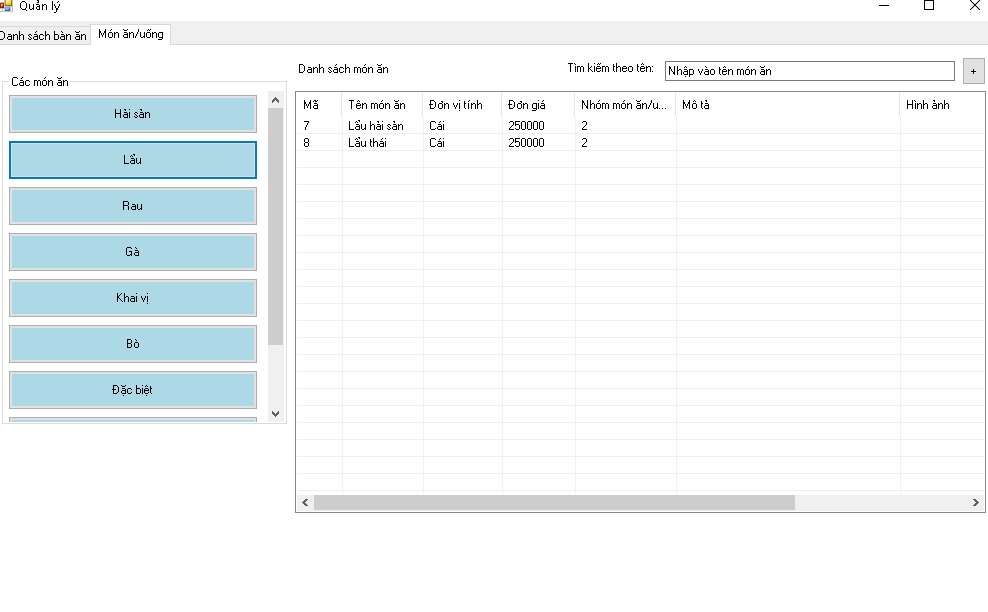 Quản lý
Danh sách bàn ăn
Món ăn/uống
Các món ăn
Hải sản
Lẩu
Rau
Gà
Khai vị
Bò
Đặc biệt
Danh sách món ăn
Tìm kiếm theo tên:
Nhập vào tên món ăn
+
Mã Tên món ăn Đơn vị tính Đơn giá Nhóm món ăn/u... Mô tả Hình ảnh
7 Lẩu hải sản Cái 250000 2
8 Lẩu thái Cái 250000 2